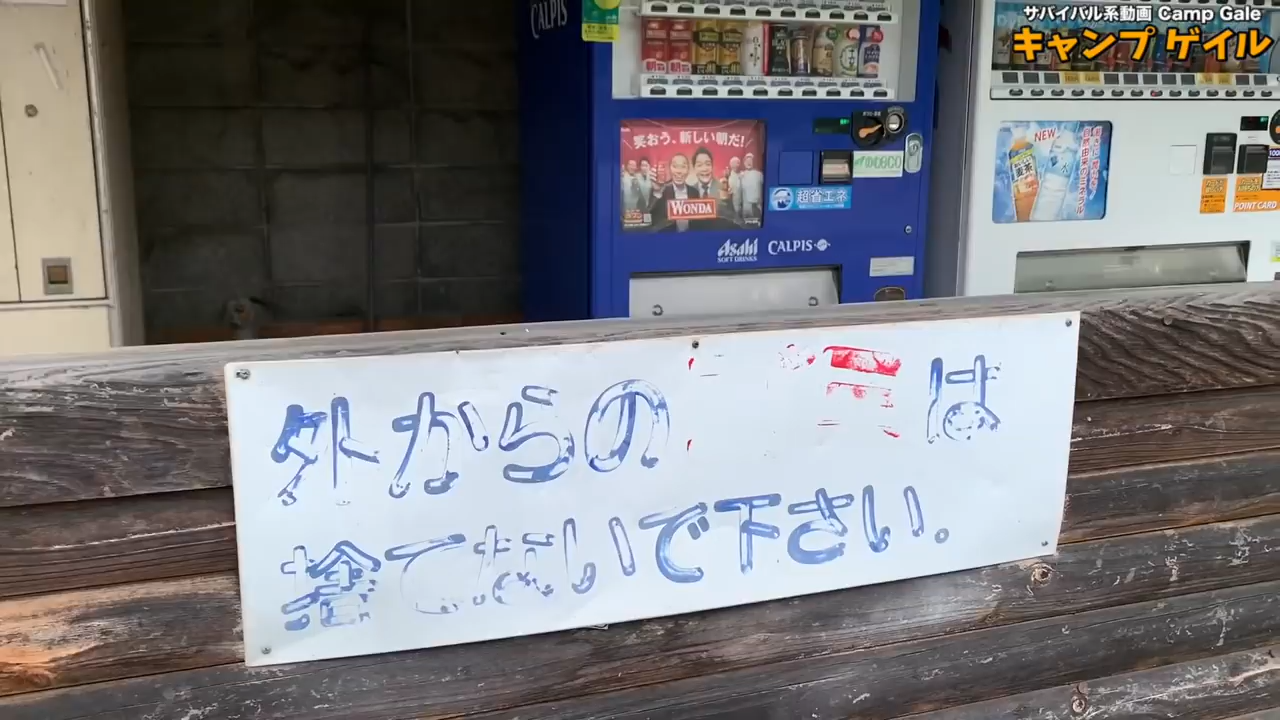 サバイバル系動画 Camp Gale
キャンプ ゲイル
CALPIS
笑おう、新しい朝だ!
WONDA
超省エネ
Asahi
SOFT DRINKS
CALPIS
NEW
POINT CARD
外からの は
捨てないで下さい。